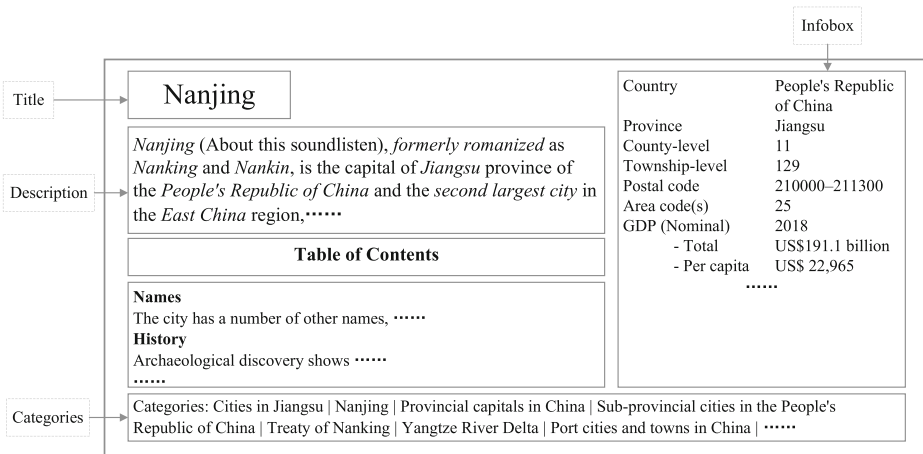 Infobox
Title
Nanjing
Description
Nanjing (About this soundlisten), formerly romanized as
Nanking and Nankin, is the capital of Jiangsu province of
the People's Republic of China and the second largest city in
the East China region,⋯⋯
Table of Contents
Names
The city has a number of other names, ⋯⋯
History
Archaeological discovery shows ⋯⋯
⋯⋯
Country People's Republic
of China
Province Jiangsu
County-level 11
Township-level 129
Postal code 210000–211300
Area code(s) 25
GDP (Nominal) 2018
- Total US$191.1 billion
- Per capita US$ 22,965
⋯⋯
Categories
Categories: Cities in Jiangsu | Nanjing | Provincial capitals in China | Sub-provincial cities in the People's
Republic of China | Treaty of Nanking | Yangtze River Delta | Port cities and towns in China | ⋯⋯